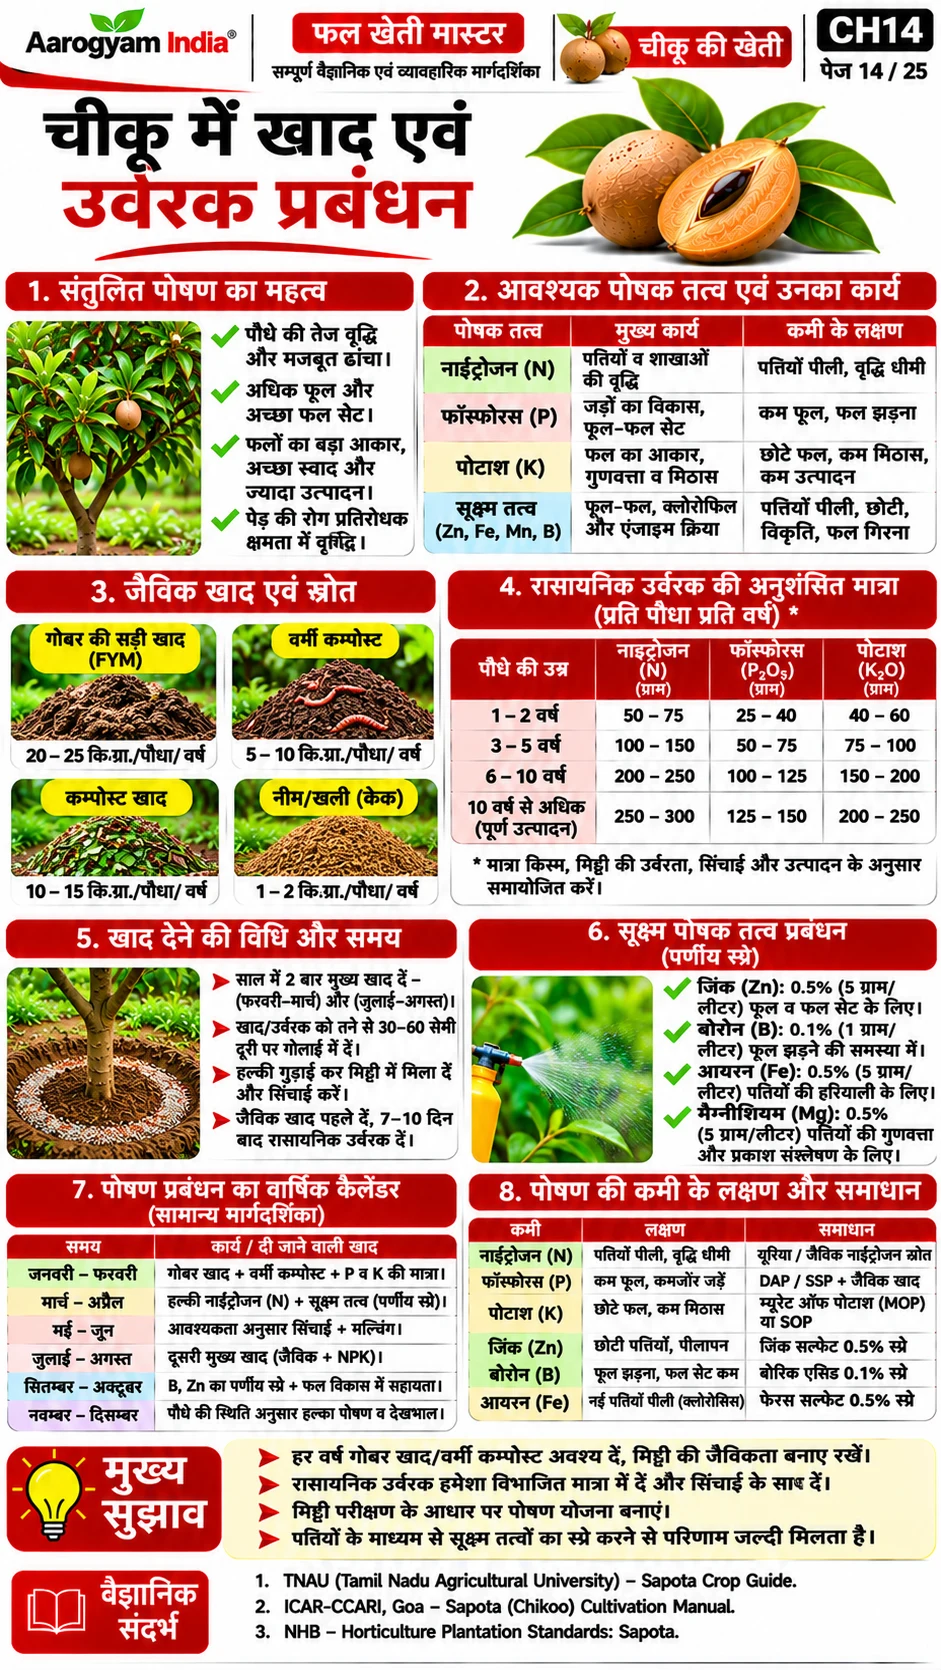 Aarogyam India®
फल खेती मास्टर
सम्पूर्ण वैज्ञानिक एवं व्यावहारिक मार्गदर्शिका
चीकू की खेती
CH14
पेज 14 / 25
चीकू में खाद एवं
उर्वरक प्रबंधन
1. संतुलित पोषण का महत्व
पौधे की तेज वृद्धि
और मजबूत ढांचा।
अधिक फूल और
अच्छा फल सेट।
फलों का बड़ा आकार,
अच्छा स्वाद और
ज्यादा उत्पादन।
पेड़ की रोग प्रतिरोधक
क्षमता में
2. आवश्यक पोषक तत्व एवं उनका कार्य
पोषक तत्व मुख्य कार्य कमी के लक्षण
नाईट्रोजन (N) पतियों व शाखाओं की वृद्धि पतियों पीली, वृद्धि धीमी
फॉस्फोरस (P) जड़ों का विकास, फूल-फल सेट कम फूल, फल झड़ना
पोटाश (K) फल का आकार, गुणवत्ता व मिठास छोटे फल, कम मिठास, कम उत्पादन
सूक्ष्म तत्व (Zn, Fe, Mn, B) फूल-फल, क्लोरोफिल और एंजाइम क्रिया पत्तियों पीली, छोटी, विकृति, फल गिरना
3. जैविक खाद एवं स्रोत
गोबर की सड़ी खाद
(FYM)
20 – 25 कि.ग्रा./पौधा/ वर्ष
वर्मी कम्पोस्ट
5 – 10 कि.ग्रा./पौधा/ वर्ष
कम्पोस्ट खाद
10 – 15 कि.ग्रा./पौधा/ वर्ष
नीम/खली (केक)
1 – 2 कि.ग्रा./पौधा/ वर्ष
4. रासायनिक उर्वरक की अनुशंसित मात्रा
(प्रति पौधा प्रति वर्ष) *
पौधे की उम्र नाइट्रोजन (N) (ग्राम) फॉस्फोरस (P₂O₅) (ग्राम) पोटाश (K₂O) (ग्राम)
1 – 2 वर्ष 50 – 75 25 – 40 40 – 60
3 – 5 वर्ष 100 – 150 50 – 75 75 – 100
6 – 10 वर्ष 200 – 250 100 – 125 150 – 200
10 वर्ष से अधिक (पूर्ण उत्पादन) 250 – 300 125 – 150 200 – 250
* मात्रा किस्म, मिट्टी की उर्वरता, सिंचाई और उत्पादन के अनुसार
समायोजित करें।
5. खाद देने की विधि और समय
साल में 2 बार मुख्य खाद दें –
(फरवरी–मार्च) और (जुलाई–अगस्त)।
खाद/उर्वरक को तने से 30–60 सेमी
दूरी पर गोलाई में दें।
हल्की गुड़ाई कर मिट्टी में मिला दें
और सिंचाई करें।
जैविक खाद पहले दें, 7–10 दिन
बाद रासायनिक उर्वरक दें।
6. सूक्ष्म पोषक तत्व प्रबंधन
(पर्णीय स्प्रे)
जिंक (Zn): 0.5% (5 ग्राम/
लीटर) फूल व फल सेट के लिए।
बोरोन (B): 0.1% (1 ग्राम/
लीटर) फूल झड़ने की समस्या में।
आयरन (Fe): 0.5% (5 ग्राम/
लीटर) पतियों की हरियाली के लिए।
मैग्नीशियम (Mg): 0.5%
(5 ग्राम/लीटर) पतियों की गुणवत्ता
और प्रकाश संश्लेषण के लिए।
7. पोषण प्रबंधन का वार्षिक कैलेंडर
(सामान्य मार्गदर्शिका)
समय कार्य / दी जाने वाली खाद
जनवरी – फरवरी गोबर खाद + वर्मी कम्पोस्ट + P व K की मात्रा।
मार्च – अप्रैल हल्की नाईट्रोजन (N) + सूक्ष्म तत्व (पर्णीय स्प्रे)।
मई – जून आवश्यकता अनुसार सिंचाई + मल्चिंग।
जुलाई – अगस्त दूसरी मुख्य खाद (जैविक + NPK)।
सितम्बर – अक्टूबर B, Zn का पर्णीय स्प्रे + फल विकास में सहायता।
नवम्बर – दिसम्बर पौधे की स्थिति अनुसार हल्का पोषण व देखभाल।
8. पोषण की कमी के लक्षण और समाधान
कमी लक्षण समाधान
नाईट्रोजन (N) पतियों पीली, वृद्धि धीमी यूरिया / जैविक नाईट्रोजन स्रोत
फॉस्फोरस (P) कम फूल, कमजोर जड़ें DAP / SSP + जैविक खाद
पोटाश (K) छोटे फल, कम मिठास म्यूरेट ऑफ पोटाश (MOP) या SOP
जिंक (Zn) छोटी पत्तियों, पीलापन जिंक सल्फेट 0.5% स्प्रे
बोरोन (B) फूल झड़ना, फल सेट कम बोरिक एसिड 0.1% स्प्रे
आयरन (Fe) नई पत्तियों पीली (क्लोरोसिस) फेरस सल्फेट 0.5% स्प्रे
मुख्य
सुझाव
हर वर्ष गोबर खाद/वर्मी कम्पोस्ट अवश्य दें, मिट्टी की जैविकता बनाए रखें।
रासायनिक उर्वरक हमेशा विभाजित मात्रा में दें और सिंचाई के साथ दें।
मिट्टी परीक्षण के आधार पर पोषण योजना बनाएं।
पतियों के माध्यम से सूक्ष्म तत्वों का स्प्रे करने से परिणाम जल्दी मिलता है।
वैज्ञानिक
संदर्भ
1. TNAU (Tamil Nadu Agricultural University) – Sapota Crop Guide.
2. ICAR-CCARI, Goa – Sapota (Chikoo) Cultivation Manual.
3. NHB – Horticulture Plantation Standards: Sapota.